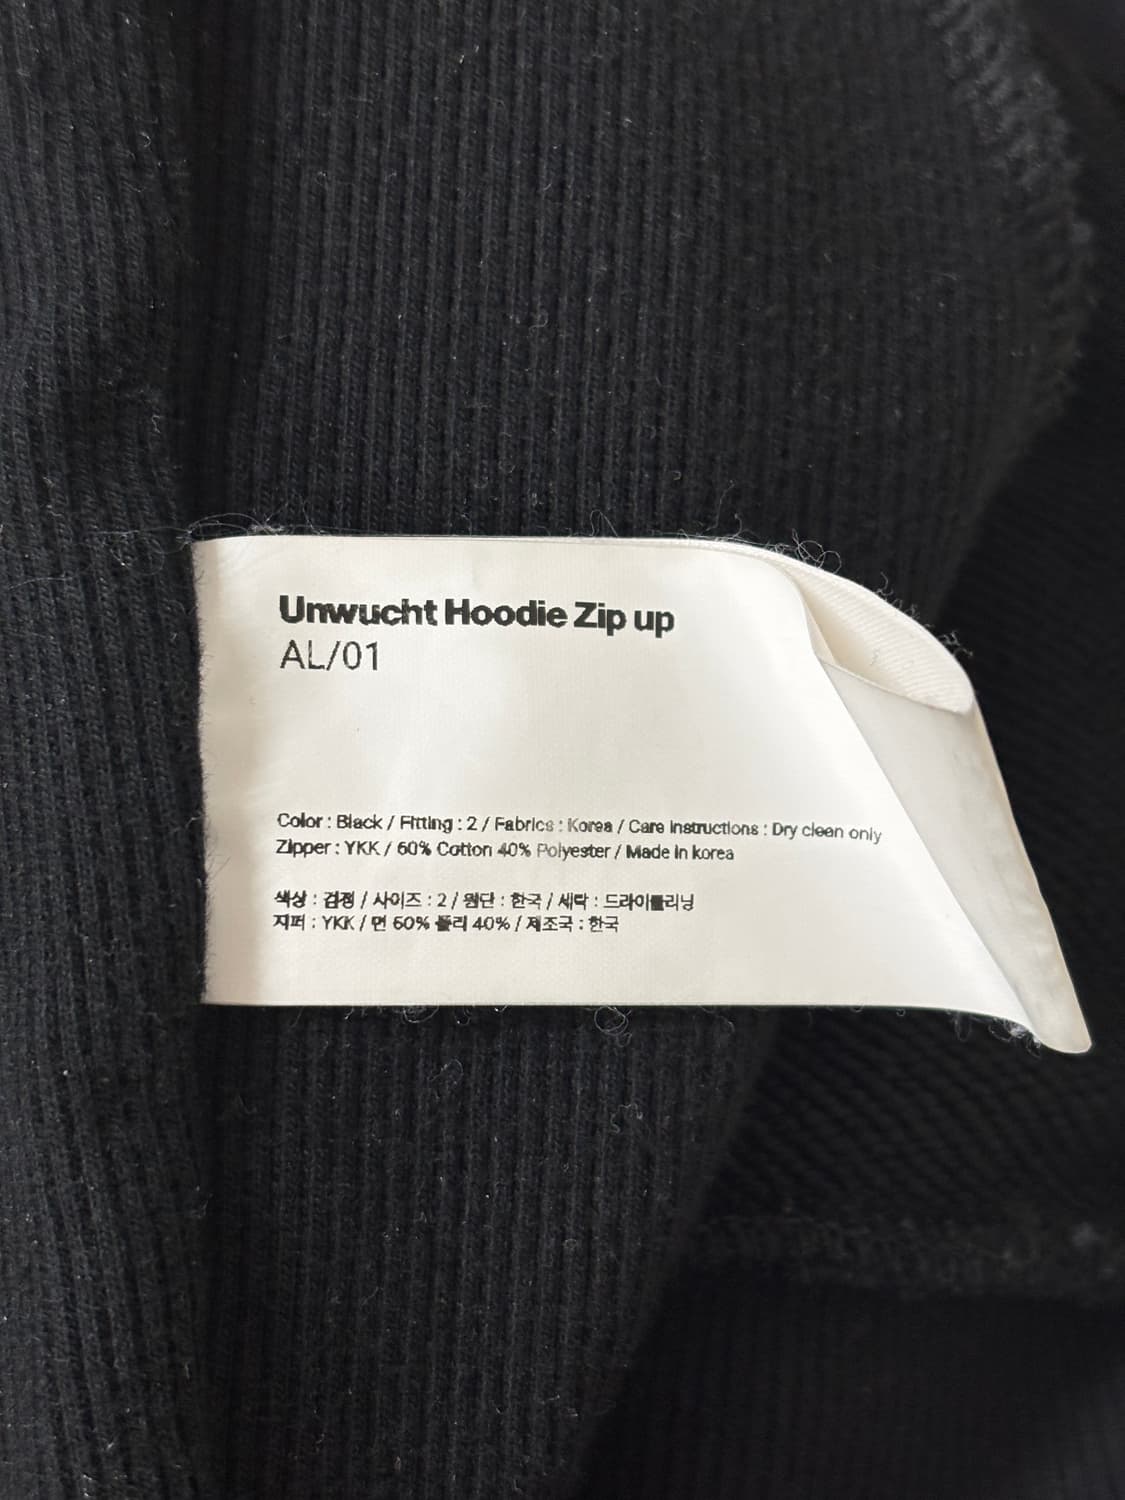 Unwucht Hoodie Zip up
AL/01
Color : Black / Fitting : 2 / Fabrics : Korea / Care instructions : Dry clean only
Zipper : YKK / 60% Cotton 40% Polyester / Made in korea
색상 : 검정 / 사이즈 : 2 / 원단 : 한국 / 세탁 : 드라이클리닝
지퍼 : YKK / 면 60% 폴리 40% / 제조국 : 한국